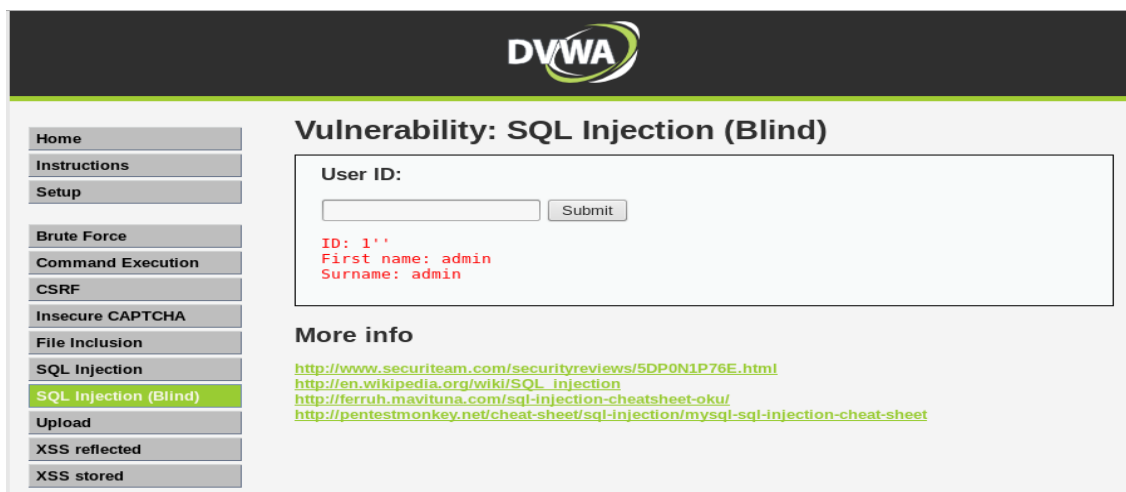 DVWA
Home
Instructions
Setup
Brute Force
Command Execution
CSRF
Insecure CAPTCHA
File Inclusion
SQL Injection
SQL Injection (Blind)
Upload
XSS reflected
XSS stored
Vulnerability: SQL Injection (Blind)
User ID:
Submit
ID: 1''
First name: admin
Surname: admin
More info
http://www.securiteam.com/securityreviews/5DP0N1P76E.html
http://en.wikipedia.org/wiki/SQL_injection
http://ferruh.mavituna.com/sql-injection-cheatsheet-oku/
http://pentestmonkey.net/cheat-sheet/sql-injection/mysql-sql-injection-cheat-sheet